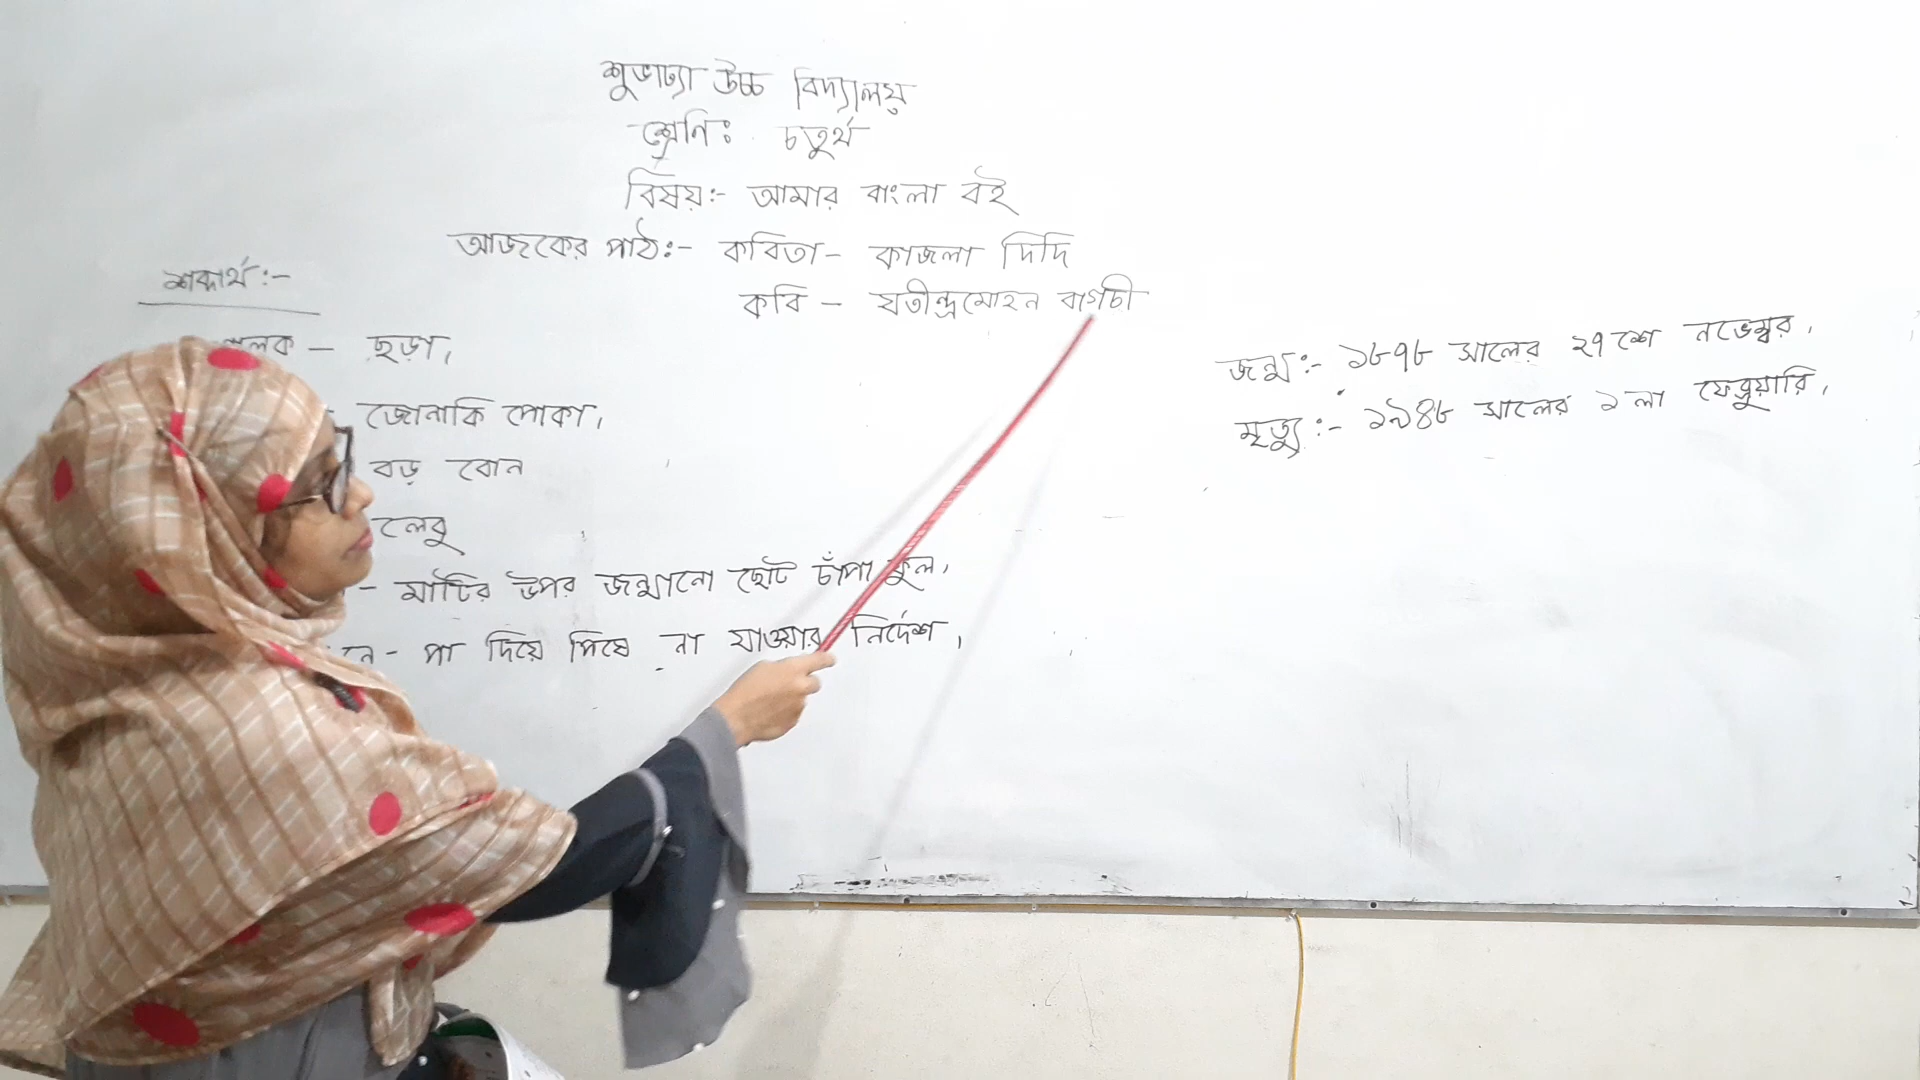 শুভাঢ্যা উচ্চ বিদ্যালয়
শ্রেণিঃ চতুর্থ
বিষয়ঃ- আমার বাংলা বই
আজকের পাঠঃ- কবিতা- কাজলা দিদি
কবি - যতীন্দ্রমোহন বাগচী
শব্দার্থঃ-
- ছড়া,
জোনাকি পোকা,
বড় বোন
লেবু
- মাটির উপর জন্মানো ছোট চাঁপা ফুল,
নে- পা দিয়ে পিষে না যাওয়ার নির্দেশ,
জন্মঃ- ১৮৭৮ সালের ২৭শে নভেম্বর,
মৃত্যুঃ- ১৯৪৮ সালের ১লা ফেব্রুয়ারি,